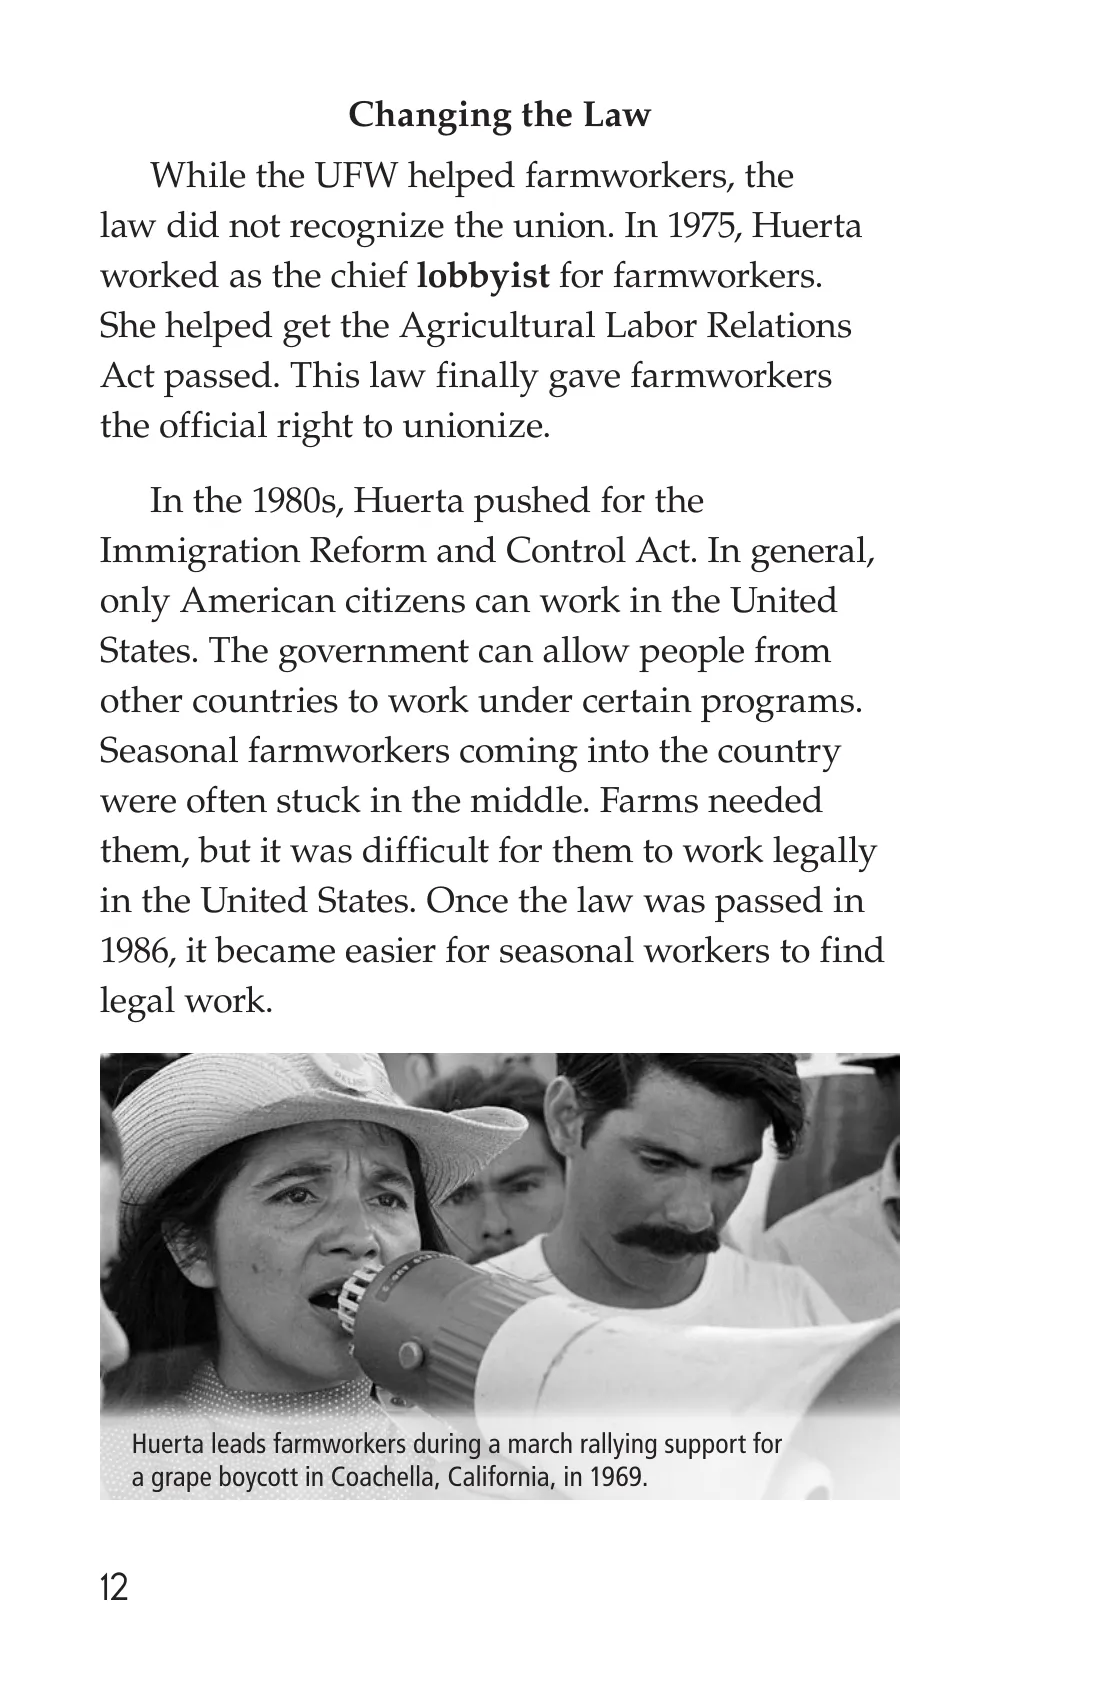 Changing the Law
While the UFW helped farmworkers, the
law did not recognize the union. In 1975, Huerta
worked as the chief lobbyist for farmworkers.
She helped get the Agricultural Labor Relations
Act passed. This law finally gave farmworkers
the official right to unionize.
In the 1980s, Huerta pushed for the
Immigration Reform and Control Act. In general,
only American citizens can work in the United
States. The government can allow people from
other countries to work under certain programs.
Seasonal farmworkers coming into the country
were often stuck in the middle. Farms needed
them, but it was difficult for them to work legally
in the United States. Once the law was passed in
1986, it became easier for seasonal workers to find
legal work.
Huerta leads farmworkers during a march rallying support for
a grape boycott in Coachella, California, in 1969.
12